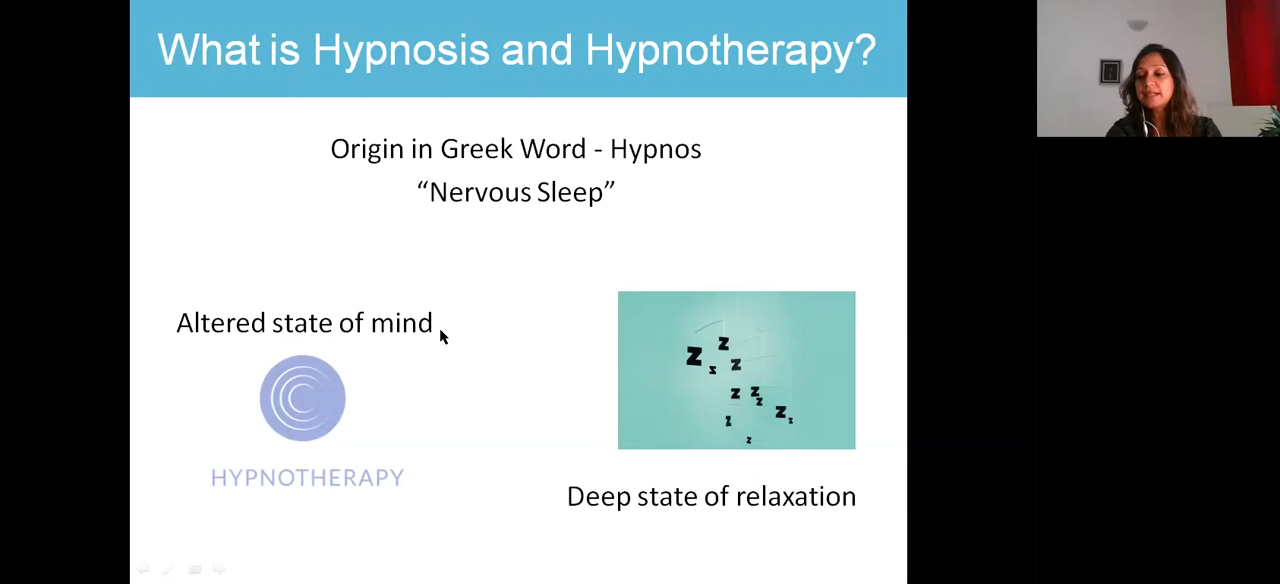 What is Hypnosis and Hypnotherapy?
Origin in Greek Word - Hypnos
“Nervous Sleep”
Altered state of mind
HYPNOTHERAPY
z z z z z z z z z z z
Deep state of relaxation